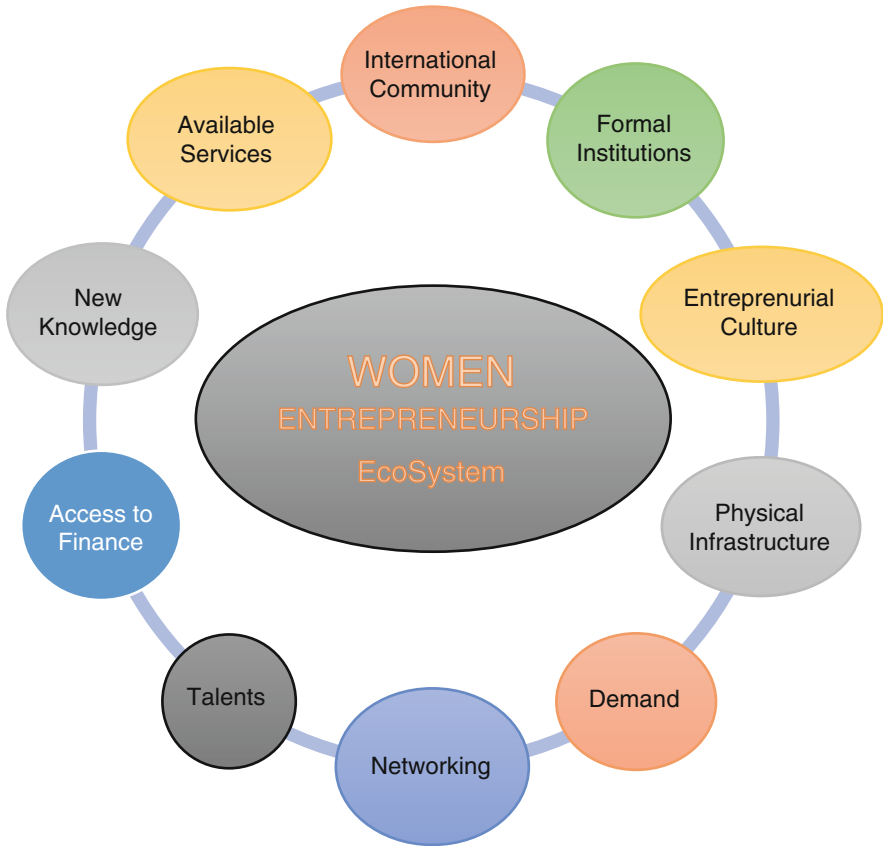 International
Community
Formal
Institutions
Entreprenurial
Culture
Physical
Infrastructure
Demand
Networking
Talents
Access to
Finance
New
Knowledge
Available
Services
WOMEN
ENTREPRENEURSHIP
EcoSystem